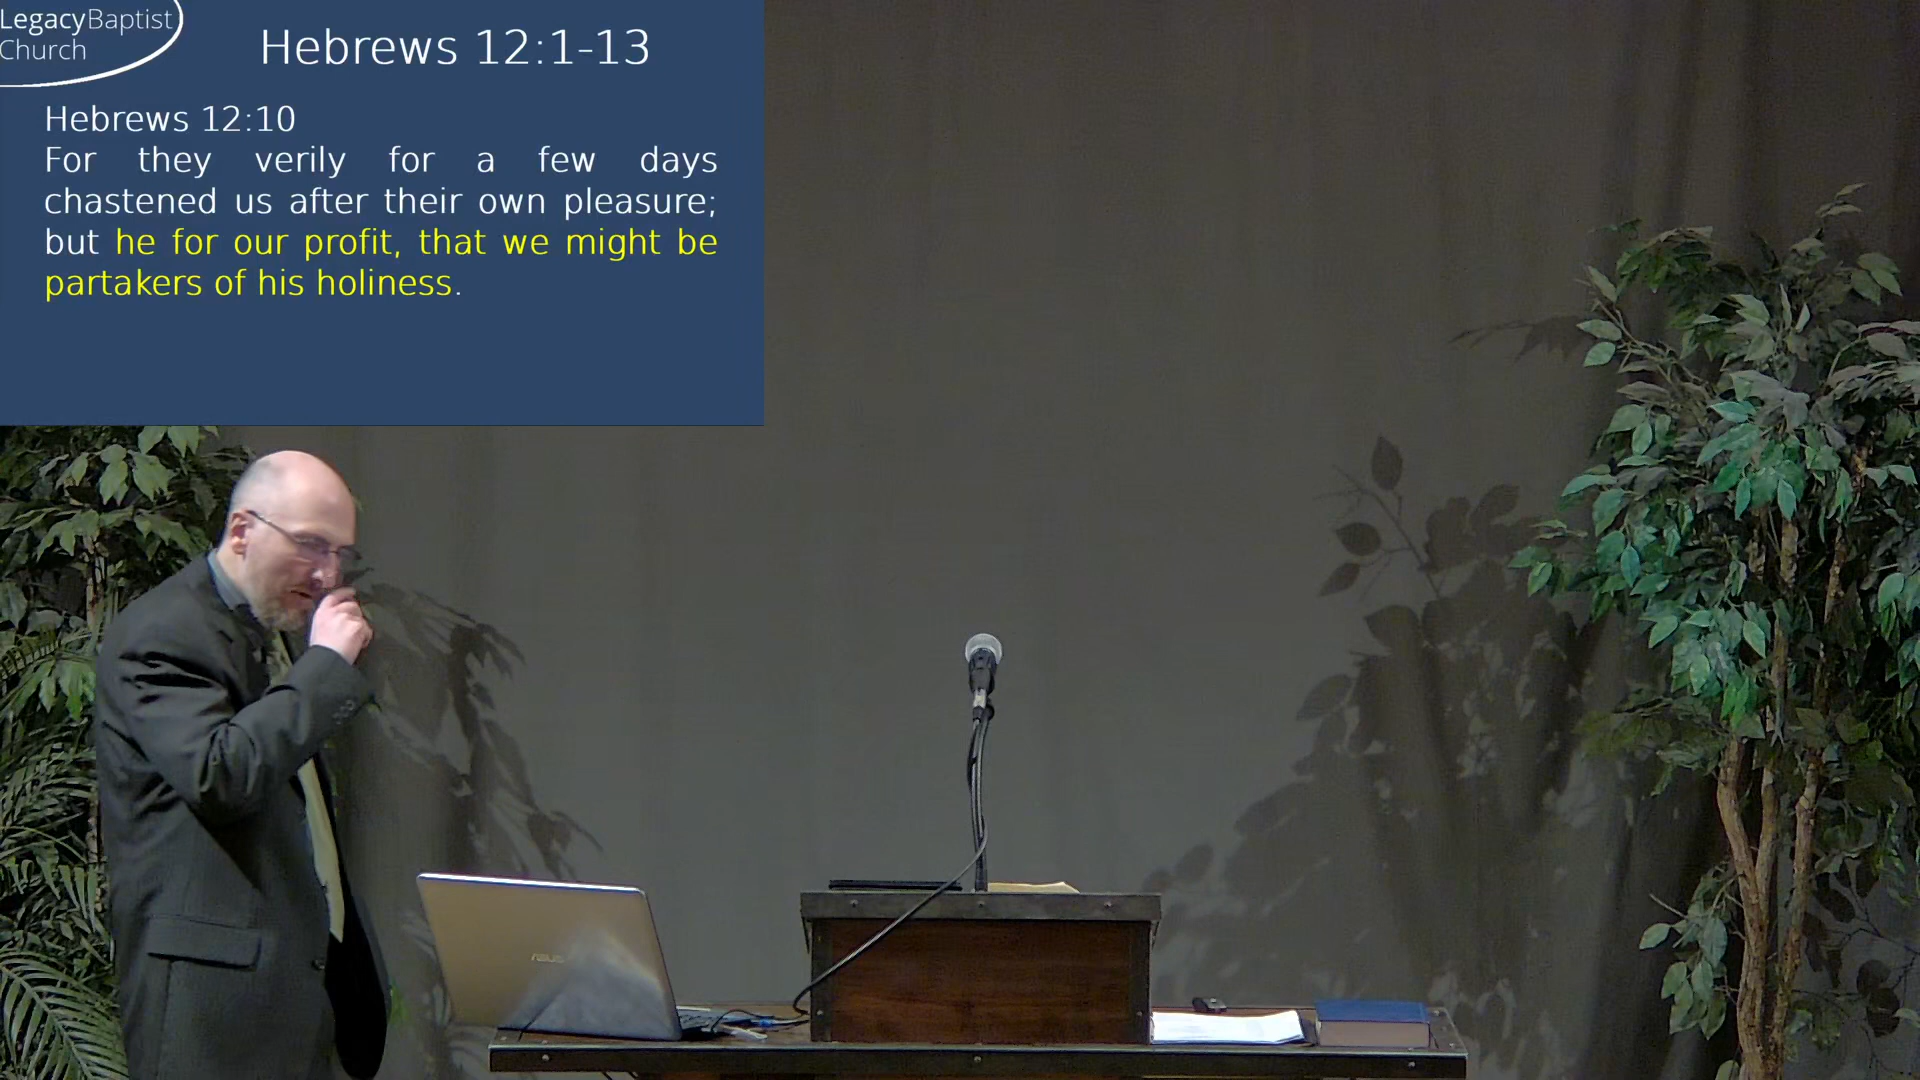 LegacyBaptist
Church
Hebrews 12:1-13
Hebrews 12:10
For they verily for a few days
chastened us after their own pleasure;
but he for our profit, that we might be
partakers of his holiness.
ASUS